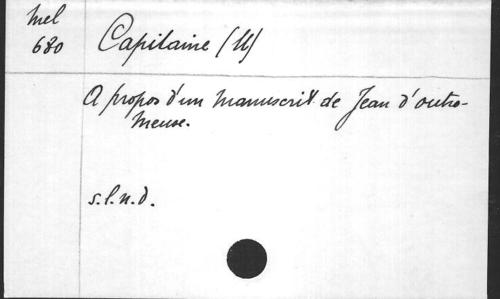 Mel
680
Capitaine (U)
A propos d'un manuscrit de Jean d'outre-
meuse.
s.l.n.d.